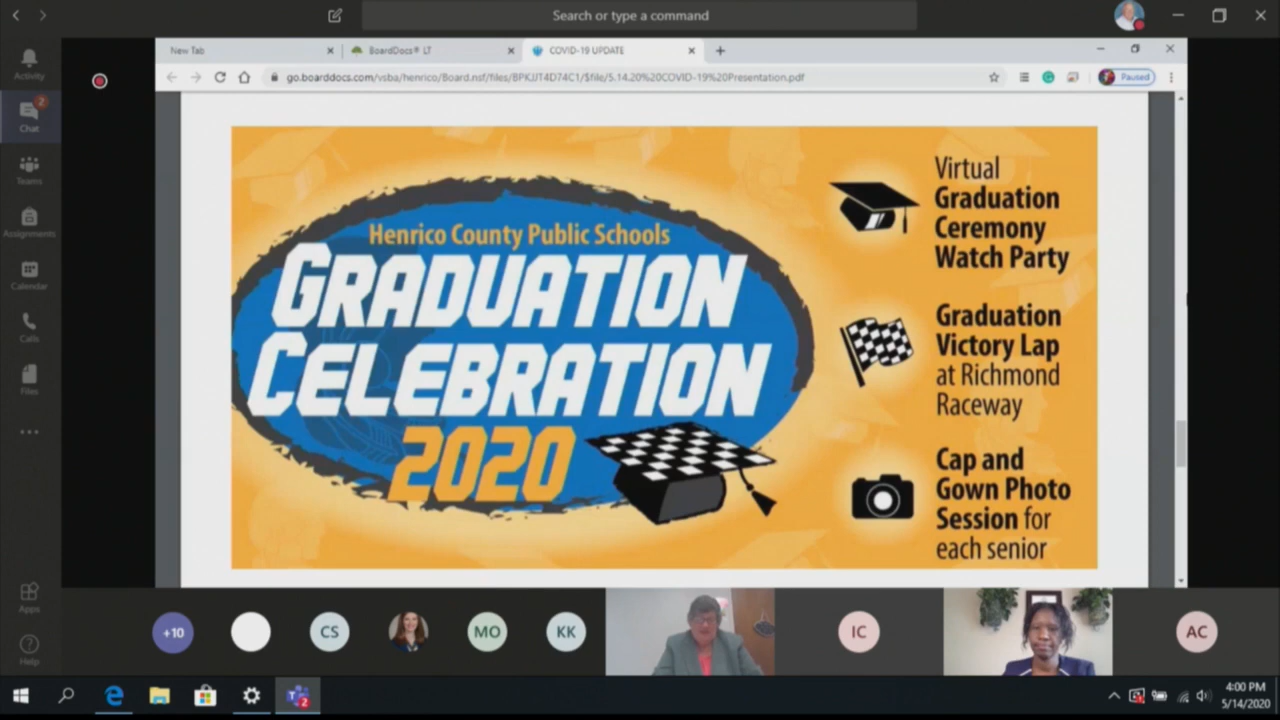 Search or type a command
Activity
2
Chat
Teams
Assignments
Calendar
Calls
Files
Apps
Help
New Tab
BoardDocs® LT
COVID-19 UPDATE
go.boarddocs.com/vsba/henrico/Board.nsf/files/BPKJJT4D74C1/$file/5.14.20%20COVID-19%20Presentation.pdf
Paused
Henrico County Public Schools
GRADUATION
CELEBRATION
2020
Virtual
Graduation
Ceremony
Watch Party
Graduation
Victory Lap
at Richmond
Raceway
Cap and
Gown Photo
Session for
each senior
+10
CS
MO
KK
IC
AC
2
4:00 PM
5/14/2020